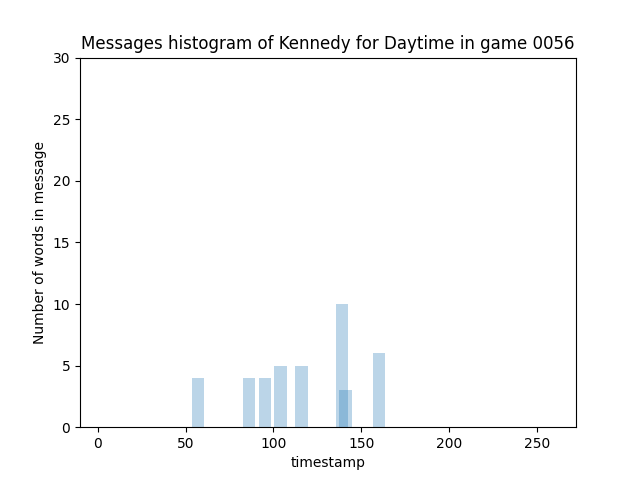 Messages histogram of Kennedy for Daytime in game 0056
30
25
20
15
10
5
0
Number of words in message
0 50 100 150 200 250
timestamp